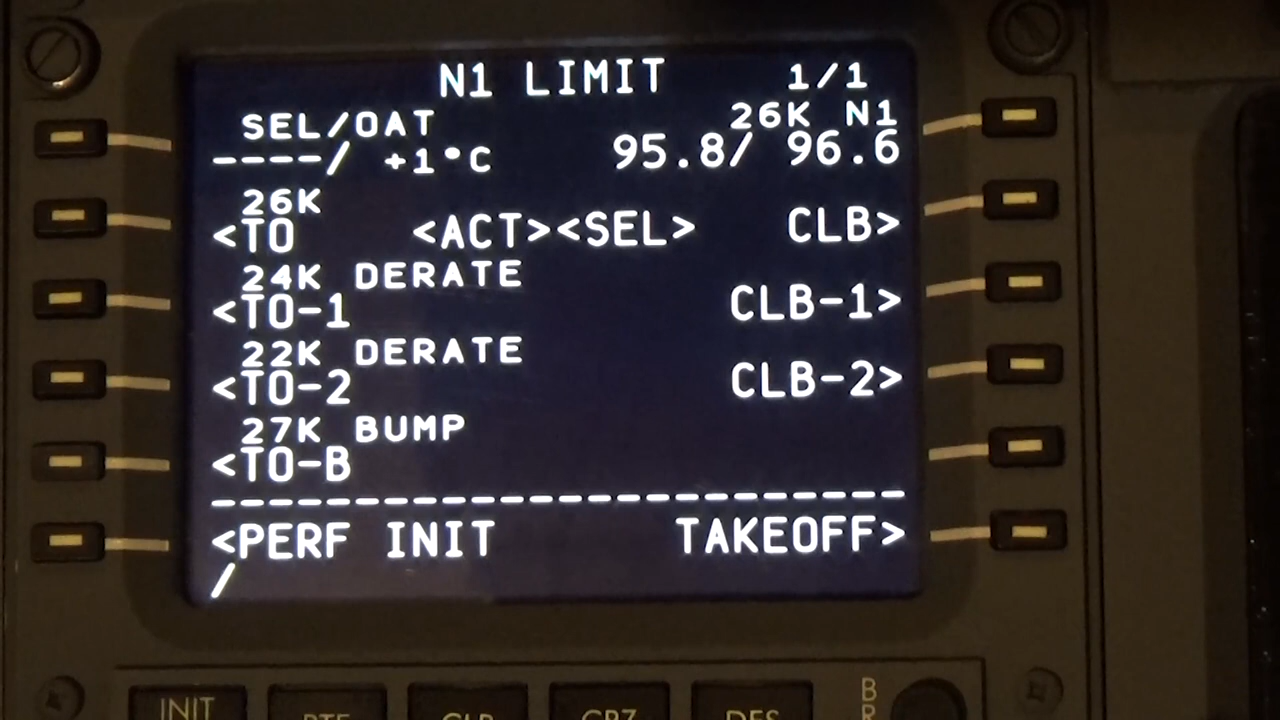 N1 LIMIT 1/1
SEL/OAT 26K N1
----/ +1°C 95.8/ 96.6
26K
<TO <ACT><SEL> CLB>
24K DERATE
<TO-1 CLB-1>
22K DERATE
<TO-2 CLB-2>
27K BUMP
<TO-B
------------------------
<PERF INIT TAKEOFF>
/
INIT RTE CLB CRZ DES BR